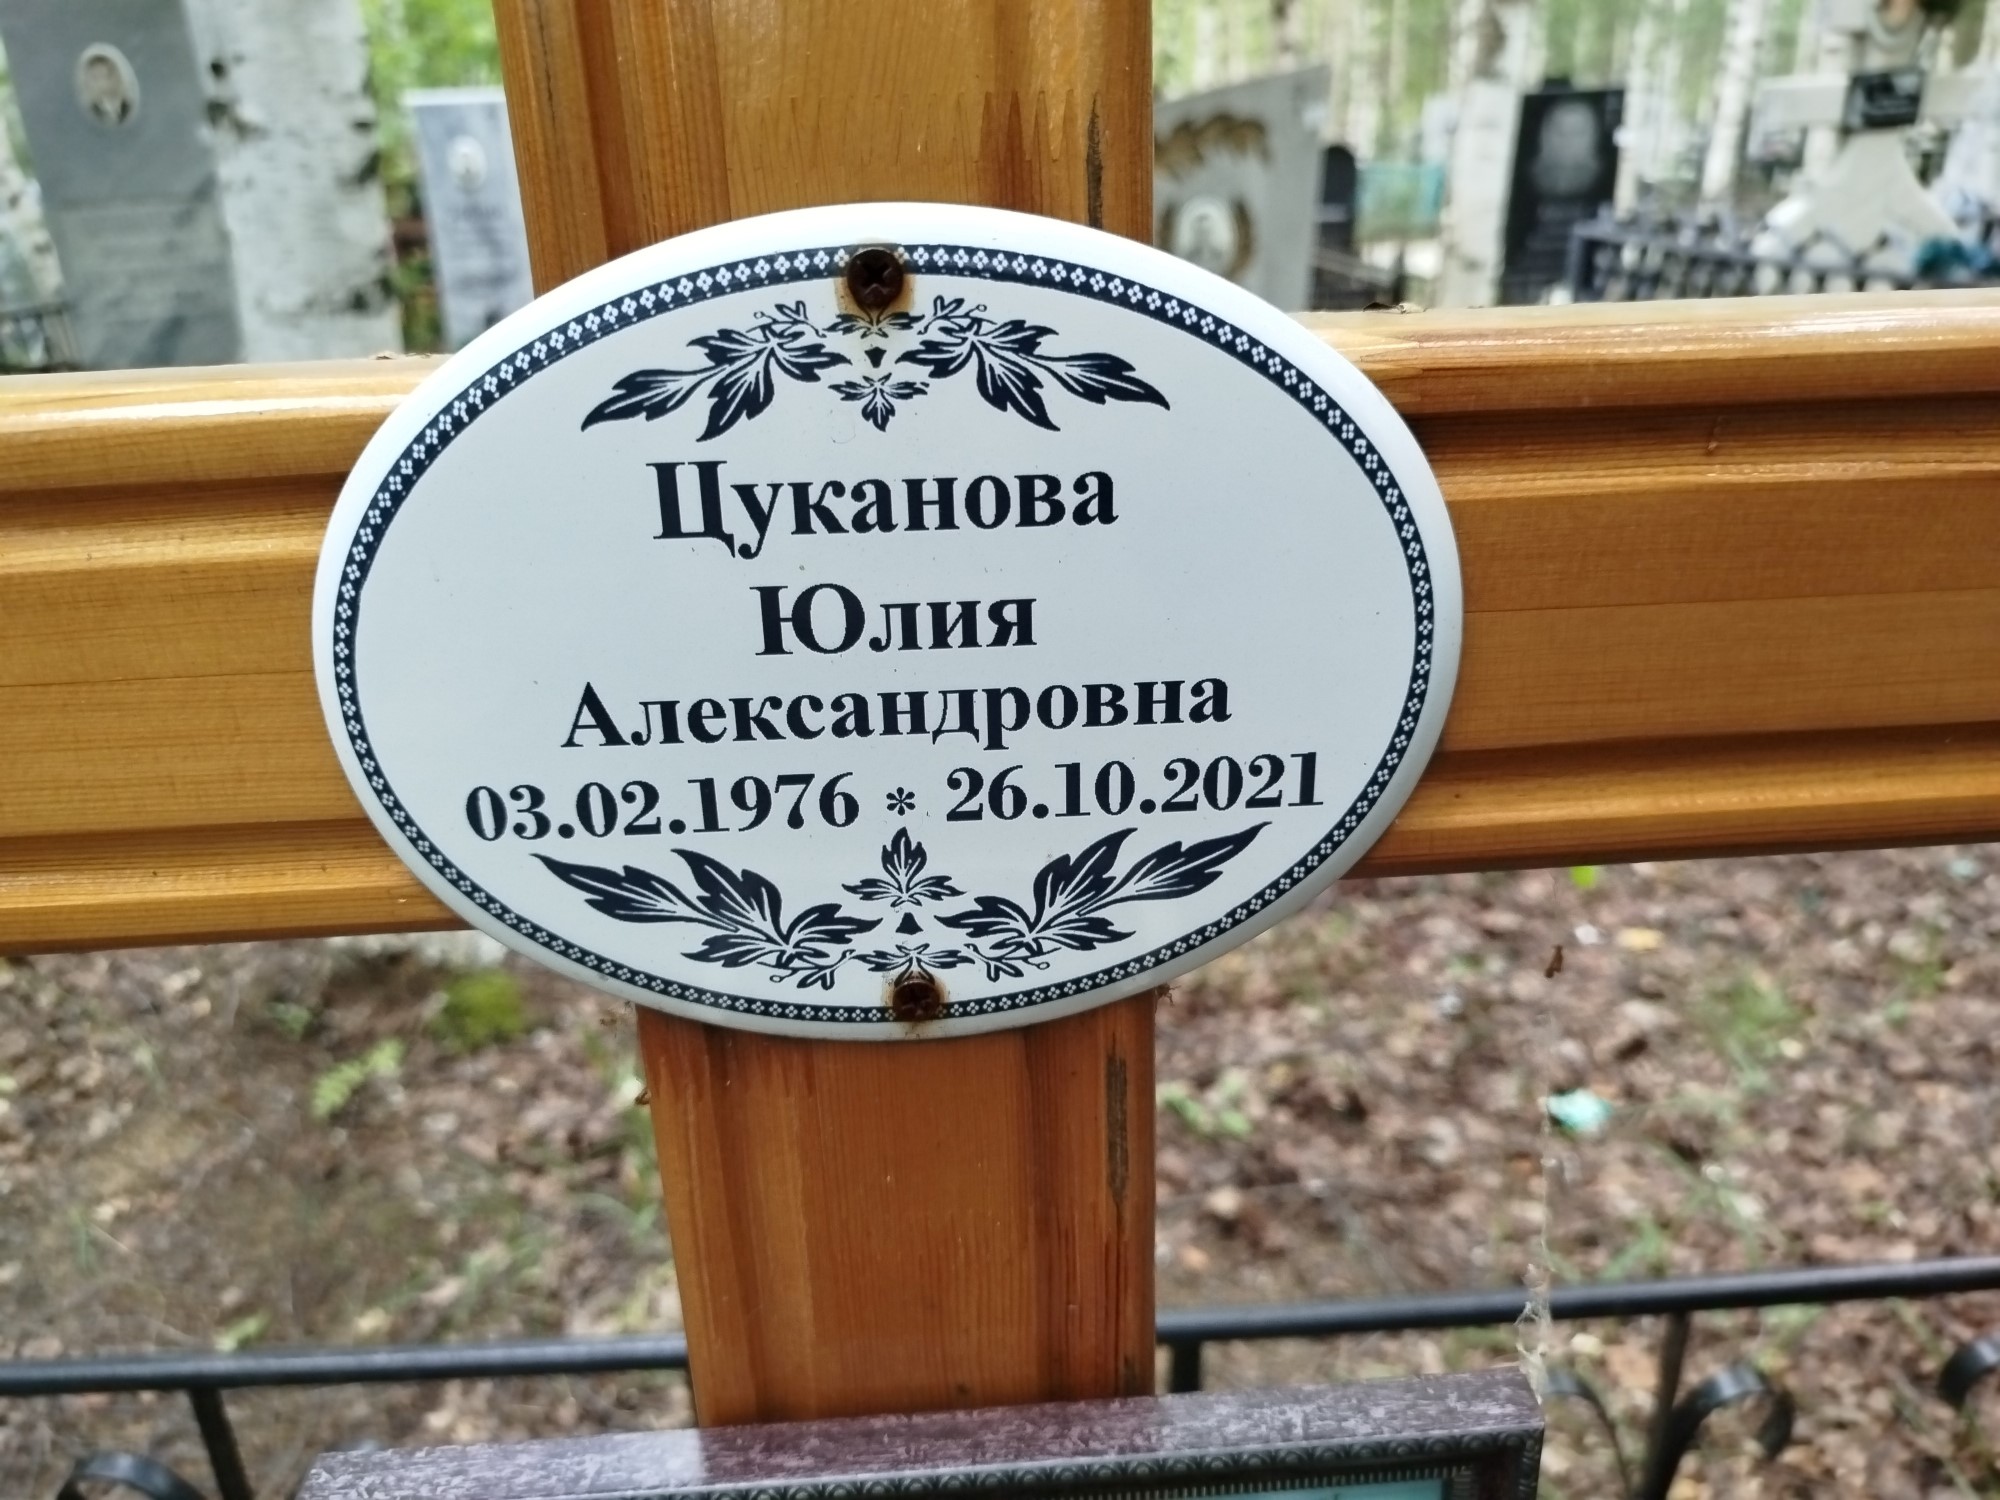 Цуканова
Юлия
Александровна
03.02.1976 * 26.10.2021